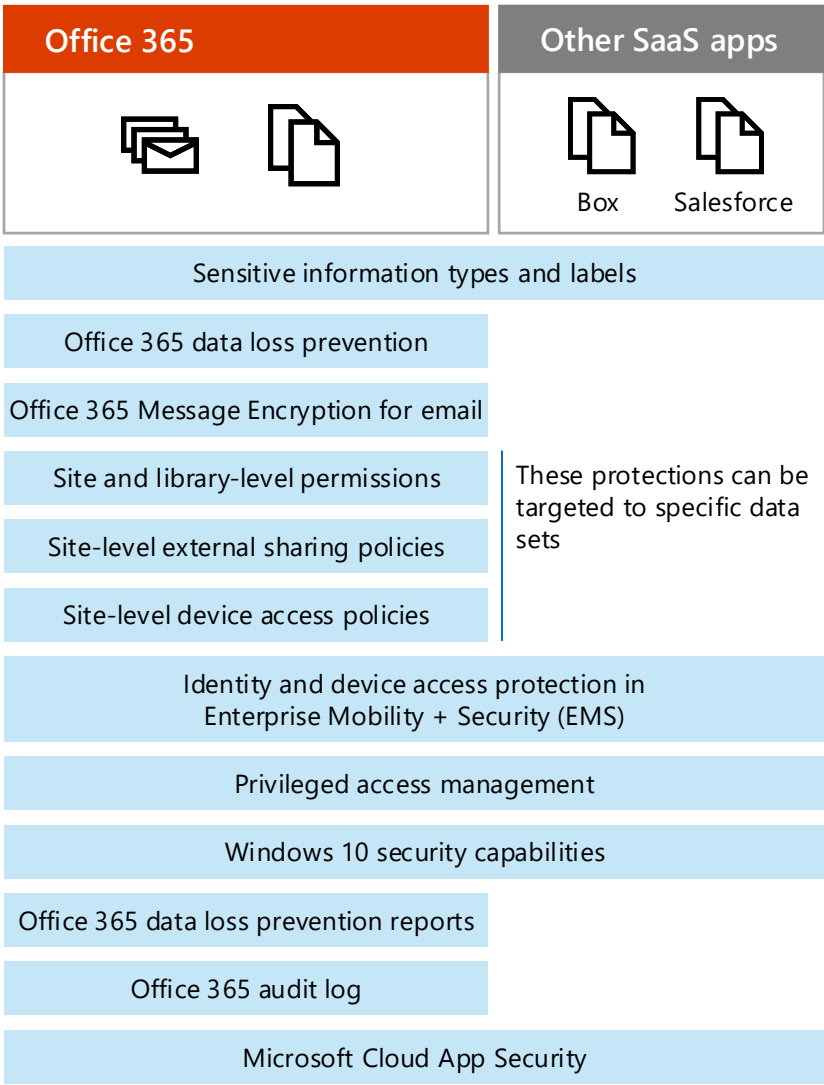 Office 365
Other SaaS apps
Box
Salesforce
Sensitive information types and labels
Office 365 data loss prevention
Office 365 Message Encryption for email
Site and library-level permissions
Site-level external sharing policies
Site-level device access policies
These protections can be
targeted to specific data
sets
Identity and device access protection in
Enterprise Mobility + Security (EMS)
Privileged access management
Windows 10 security capabilities
Office 365 data loss prevention reports
Office 365 audit log
Microsoft Cloud App Security